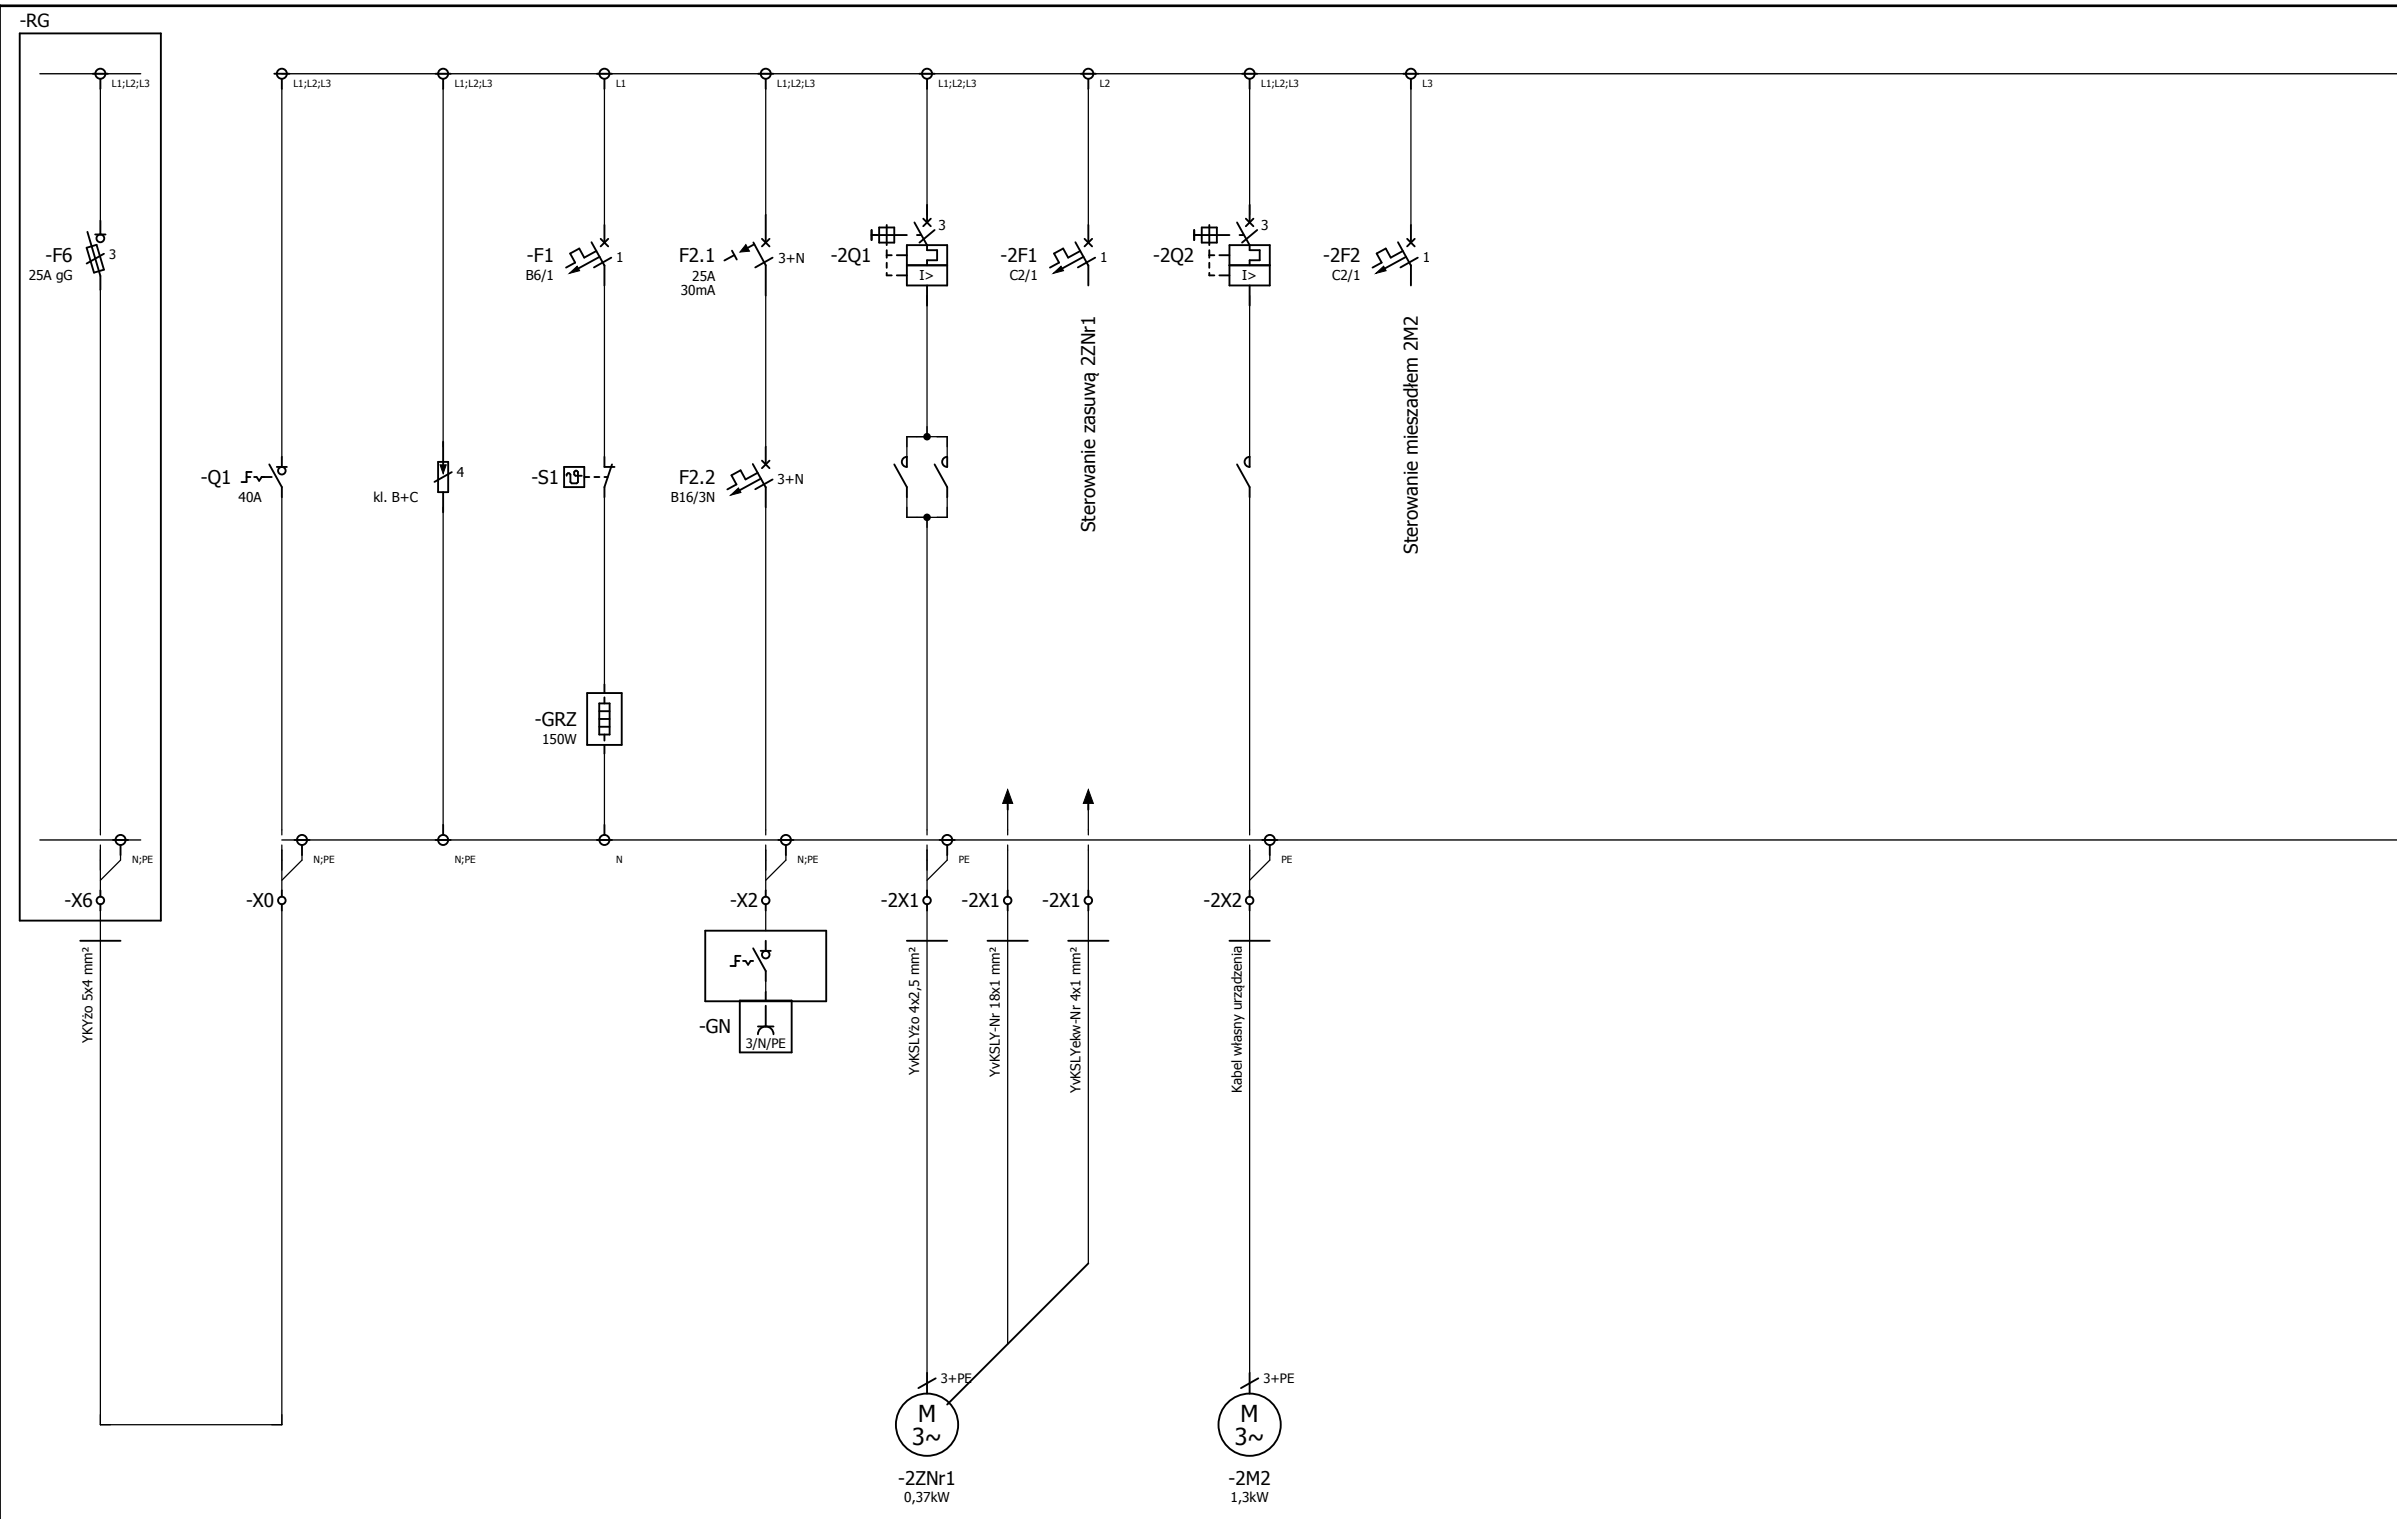 -RG
L1;L2;L3
L1;L2;L3
L1;L2;L3
L1
L1;L2;L3
L1;L2;L3
L2
L1;L2;L3
L3
-F6
25A gG
3
-F1
B6/1
1
F2.1
25A
30mA
3+N
-2Q1
3
I>
-2F1
C2/1
1
-2Q2
3
I>
-2F2
C2/1
1
Sterowanie zasuwą 2ZNr1
Sterowanie mieszadłem 2M2
-Q1
40A
kl. B+C
4
-S1
F2.2
B16/3N
3+N
-GRZ
150W
N;PE
N;PE
N;PE
N
N;PE
PE
PE
-X6
-X0
-X2
-2X1
-2X1
-2X1
-2X2
YKYżo 5x4 mm²
-GN
3/N/PE
YvKSLYżo 4x2,5 mm²
YvKSLY-Nr 18x1 mm²
YvKSLYekw-Nr 4x1 mm²
Kabel własny urządzenia
3+PE
3+PE
M
3~
M
3~
-2ZNr1
0,37kW
-2M2
1,3kW